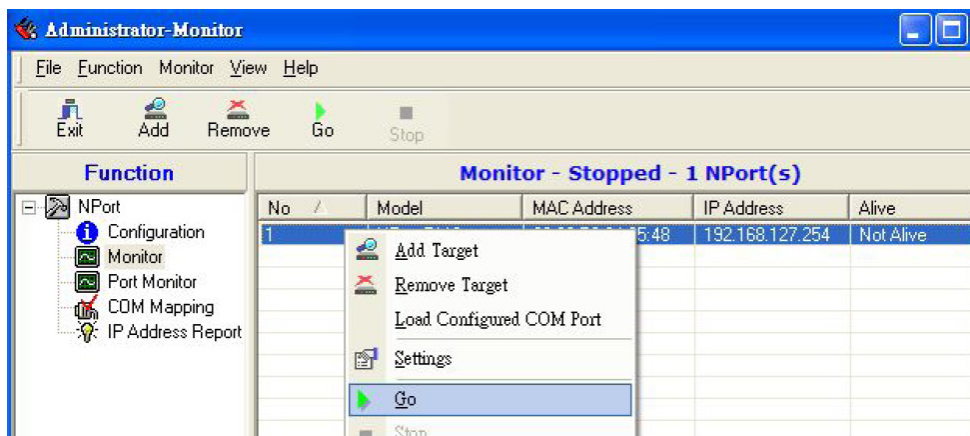 Administrator-Monitor
File Function Monitor View Help
Exit Add Remove Go Stop
Function
Monitor - Stopped - 1 NPort(s)
NPort
Configuration
Monitor
Port Monitor
COM Mapping
IP Address Report
No Model MAC Address IP Address Alive
1 5:48 192.168.127.254 Not Alive
Add Target
Remove Target
Load Configured COM Port
Settings
Go
Stop